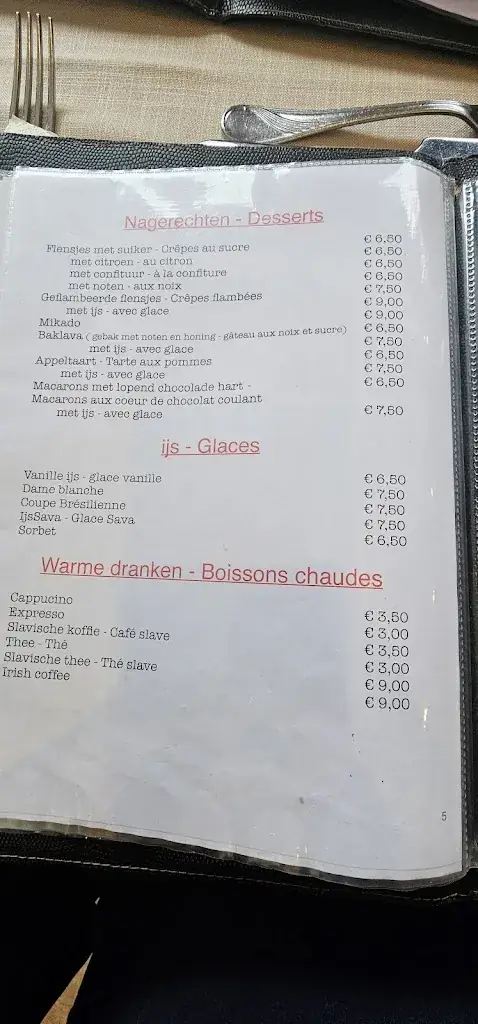 Nagerechten - Desserts
Flensjes met suiker - Crêpes au sucre € 6,50
met citroen - au citron € 6,50
met confituur - à la confiture € 6,50
met noten - aux noix € 6,50
Geflambeerde flensjes - Crêpes flambées € 7,50
met ijs - avec glace € 9,00
Mikado € 9,00
Baklava ( gebak met noten en honing - gâteau aux noix et sucre) € 6,50
met ijs - avec glace € 7,50
Appeltaart - Tarte aux pommes € 6,50
met ijs - avec glace € 7,50
Macarons met lopend chocolade hart - € 6,50
Macarons aux coeur de chocolat coulant
met ijs - avec glace € 7,50
ijs - Glaces
Vanille ijs - glace vanille € 6,50
Dame blanche € 7,50
Coupe Brésilienne € 7,50
IjsSava - Glace Sava € 7,50
Sorbet € 6,50
Warme dranken - Boissons chaudes
Cappucino € 3,50
Expresso € 3,00
Slavische koffie - Café slave € 3,50
Thee - Thé € 3,00
Slavische thee - Thé slave € 9,00
Irish coffee € 9,00
5